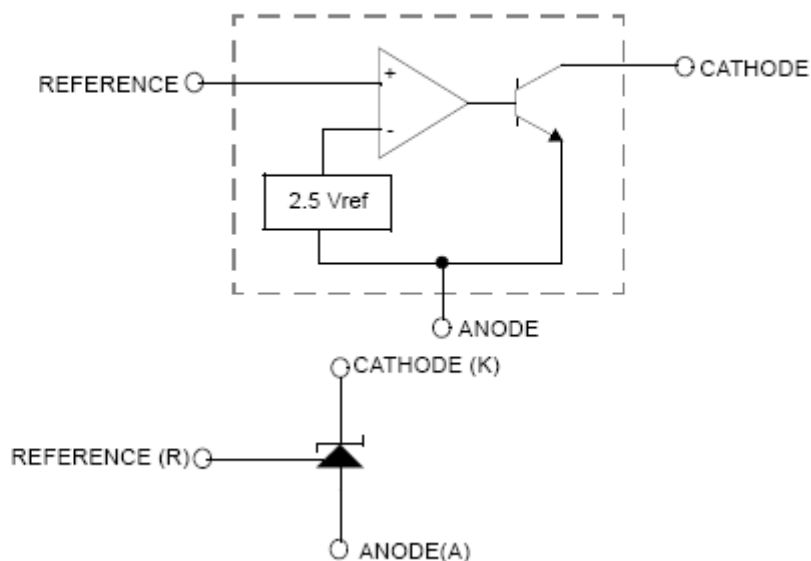 REFERENCE
+
-
CATHODE
2.5 Vref
ANODE
CATHODE (K)
REFERENCE (R)
ANODE(A)